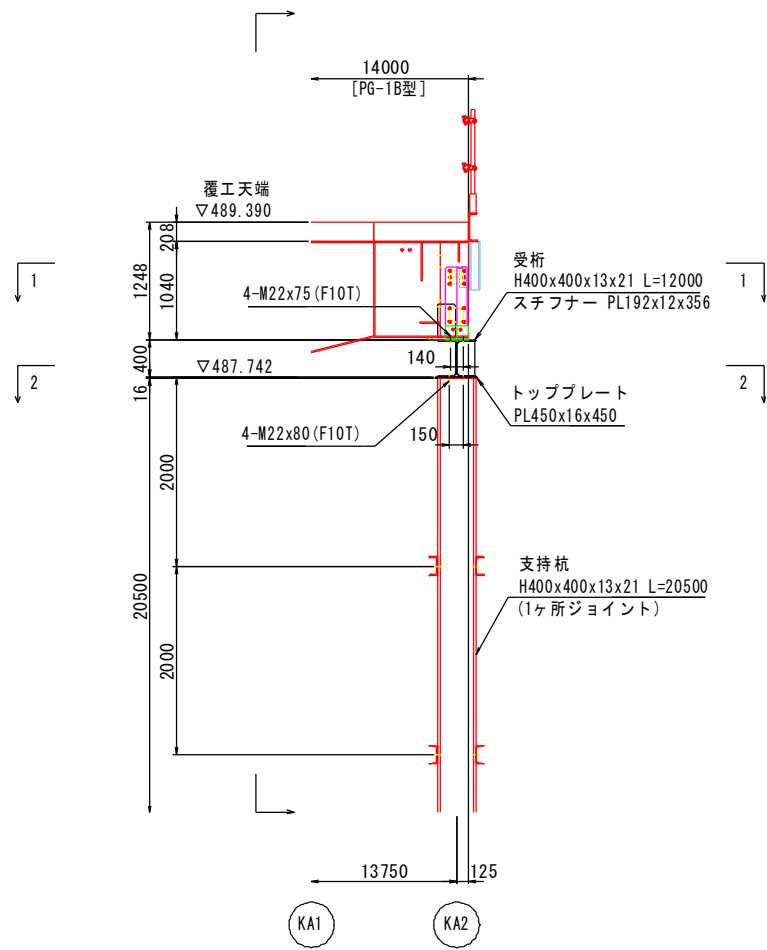 14000
[PG-1B型]
覆工天端
▽489.390
208
1248
1040
1
1
受桁
H400x400x13x21 L=12000
スチフナー PL192x12x356
4-M22x75(F10T)
400
140
▽487.742
2
2
16
トッププレート
PL450x16x450
4-M22x80(F10T)
150
2000
支持杭
H400x400x13x21 L=20500
(1ヶ所ジョイント)
20500
2000
13750
125
KA1
KA2